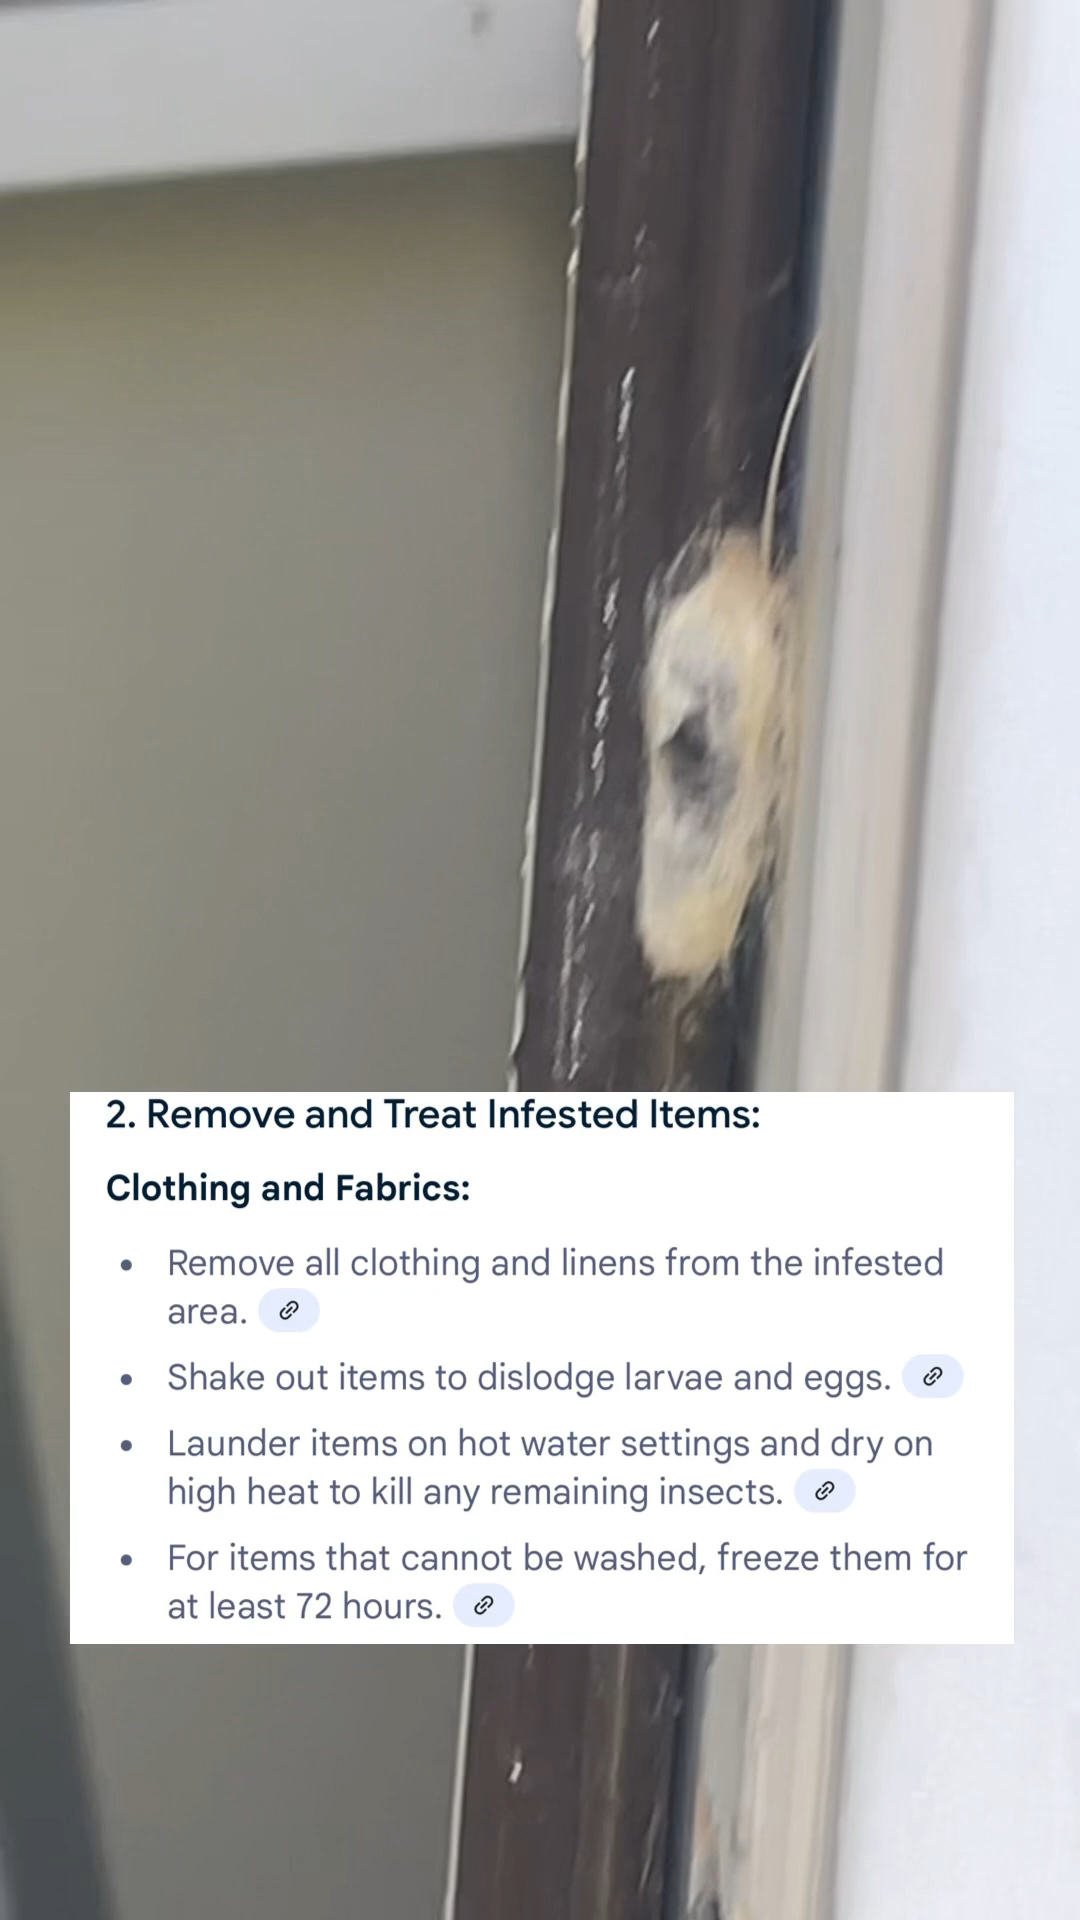 2. Remove and Treat Infested Items:
Clothing and Fabrics:
• Remove all clothing and linens from the infested
area.
• Shake out items to dislodge larvae and eggs.
• Launder items on hot water settings and dry on
high heat to kill any remaining insects.
• For items that cannot be washed, freeze them for
at least 72 hours.